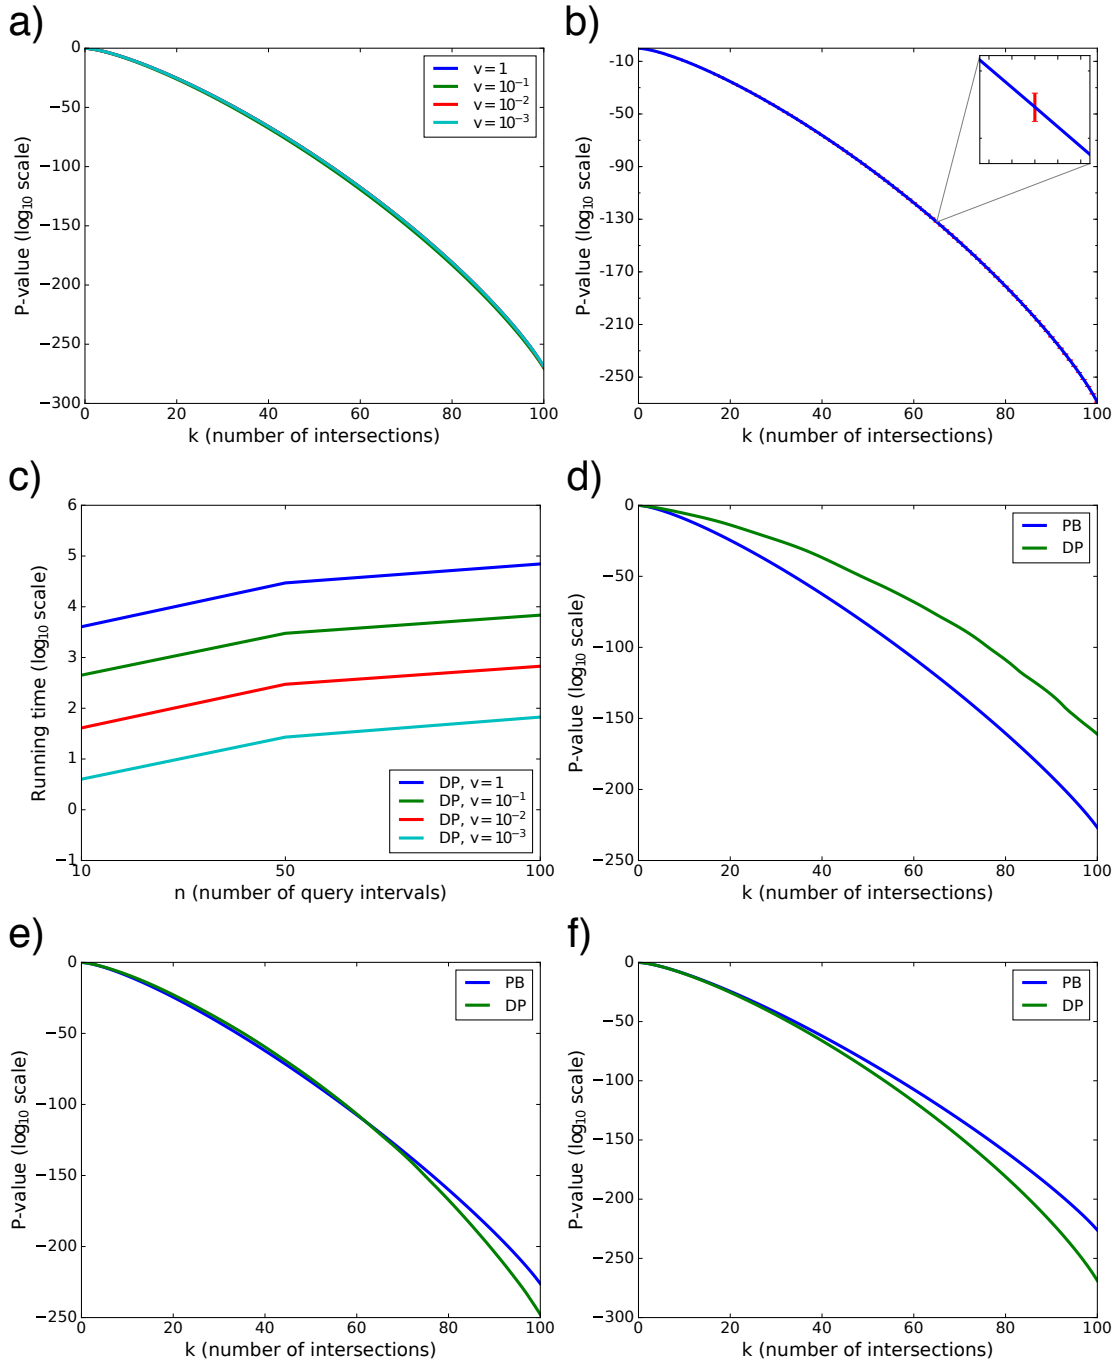 a)
0
−50
−100
−150
−200
−250
−300
0 20 40 60 80 100
P-value (log₁₀ scale)
k (number of intersections)
v = 1
v = 10⁻¹
v = 10⁻²
v = 10⁻³
b)
-10
-50
-90
-130
-170
-210
-250
0 20 40 60 80 100
P-value (log₁₀ scale)
k (number of intersections)
c)
6
5
4
3
2
1
0
−1
10 50 100
Running time (log₁₀ scale)
n (number of query intervals)
DP, v = 1
DP, v = 10⁻¹
DP, v = 10⁻²
DP, v = 10⁻³
d)
0
−50
−100
−150
−200
−250
0 20 40 60 80 100
P-value (log₁₀ scale)
k (number of intersections)
PB
DP
e)
0
−50
−100
−150
−200
−250
0 20 40 60 80 100
P-value (log₁₀ scale)
k (number of intersections)
PB
DP
f)
0
−50
−100
−150
−200
−250
−300
0 20 40 60 80 100
P-value (log₁₀ scale)
k (number of intersections)
PB
DP